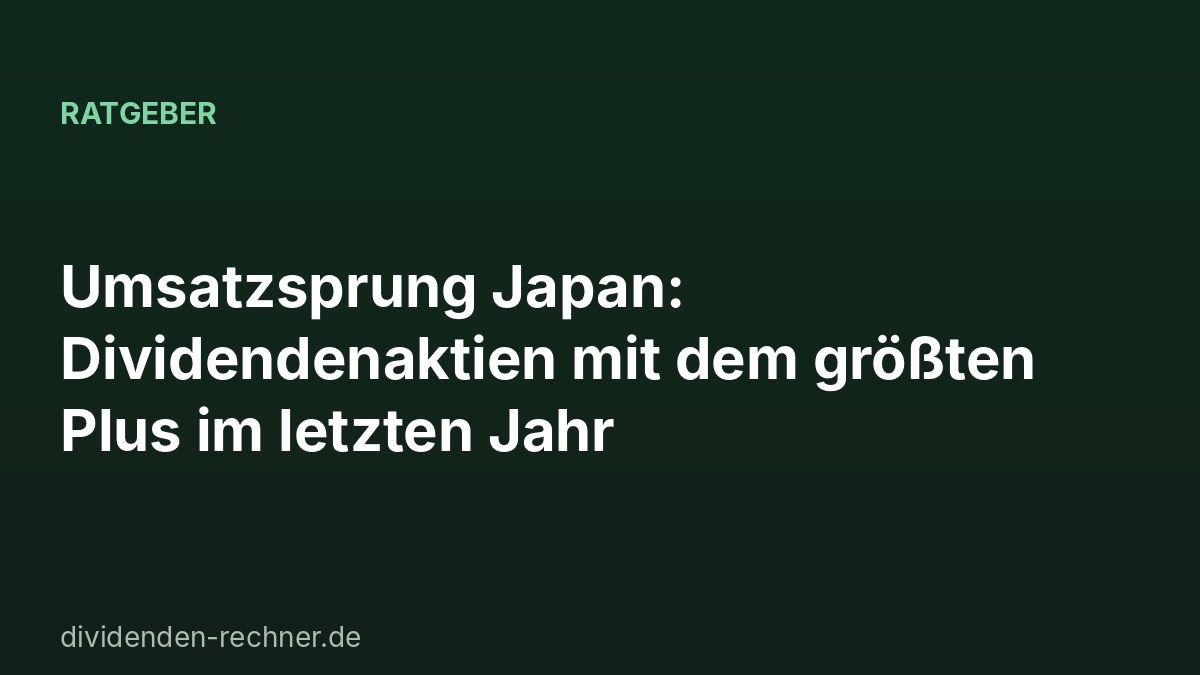 RATGEBER
Umsatzsprung Japan:
Dividendenaktien mit dem größten
Plus im letzten Jahr
dividenden-rechner.de